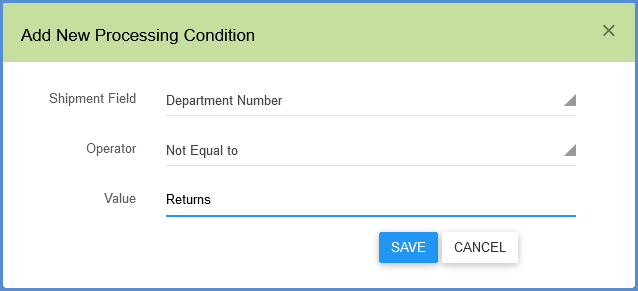 Add New Processing Condition
Shipment Field Department Number
Operator Not Equal to
Value Returns
SAVE CANCEL